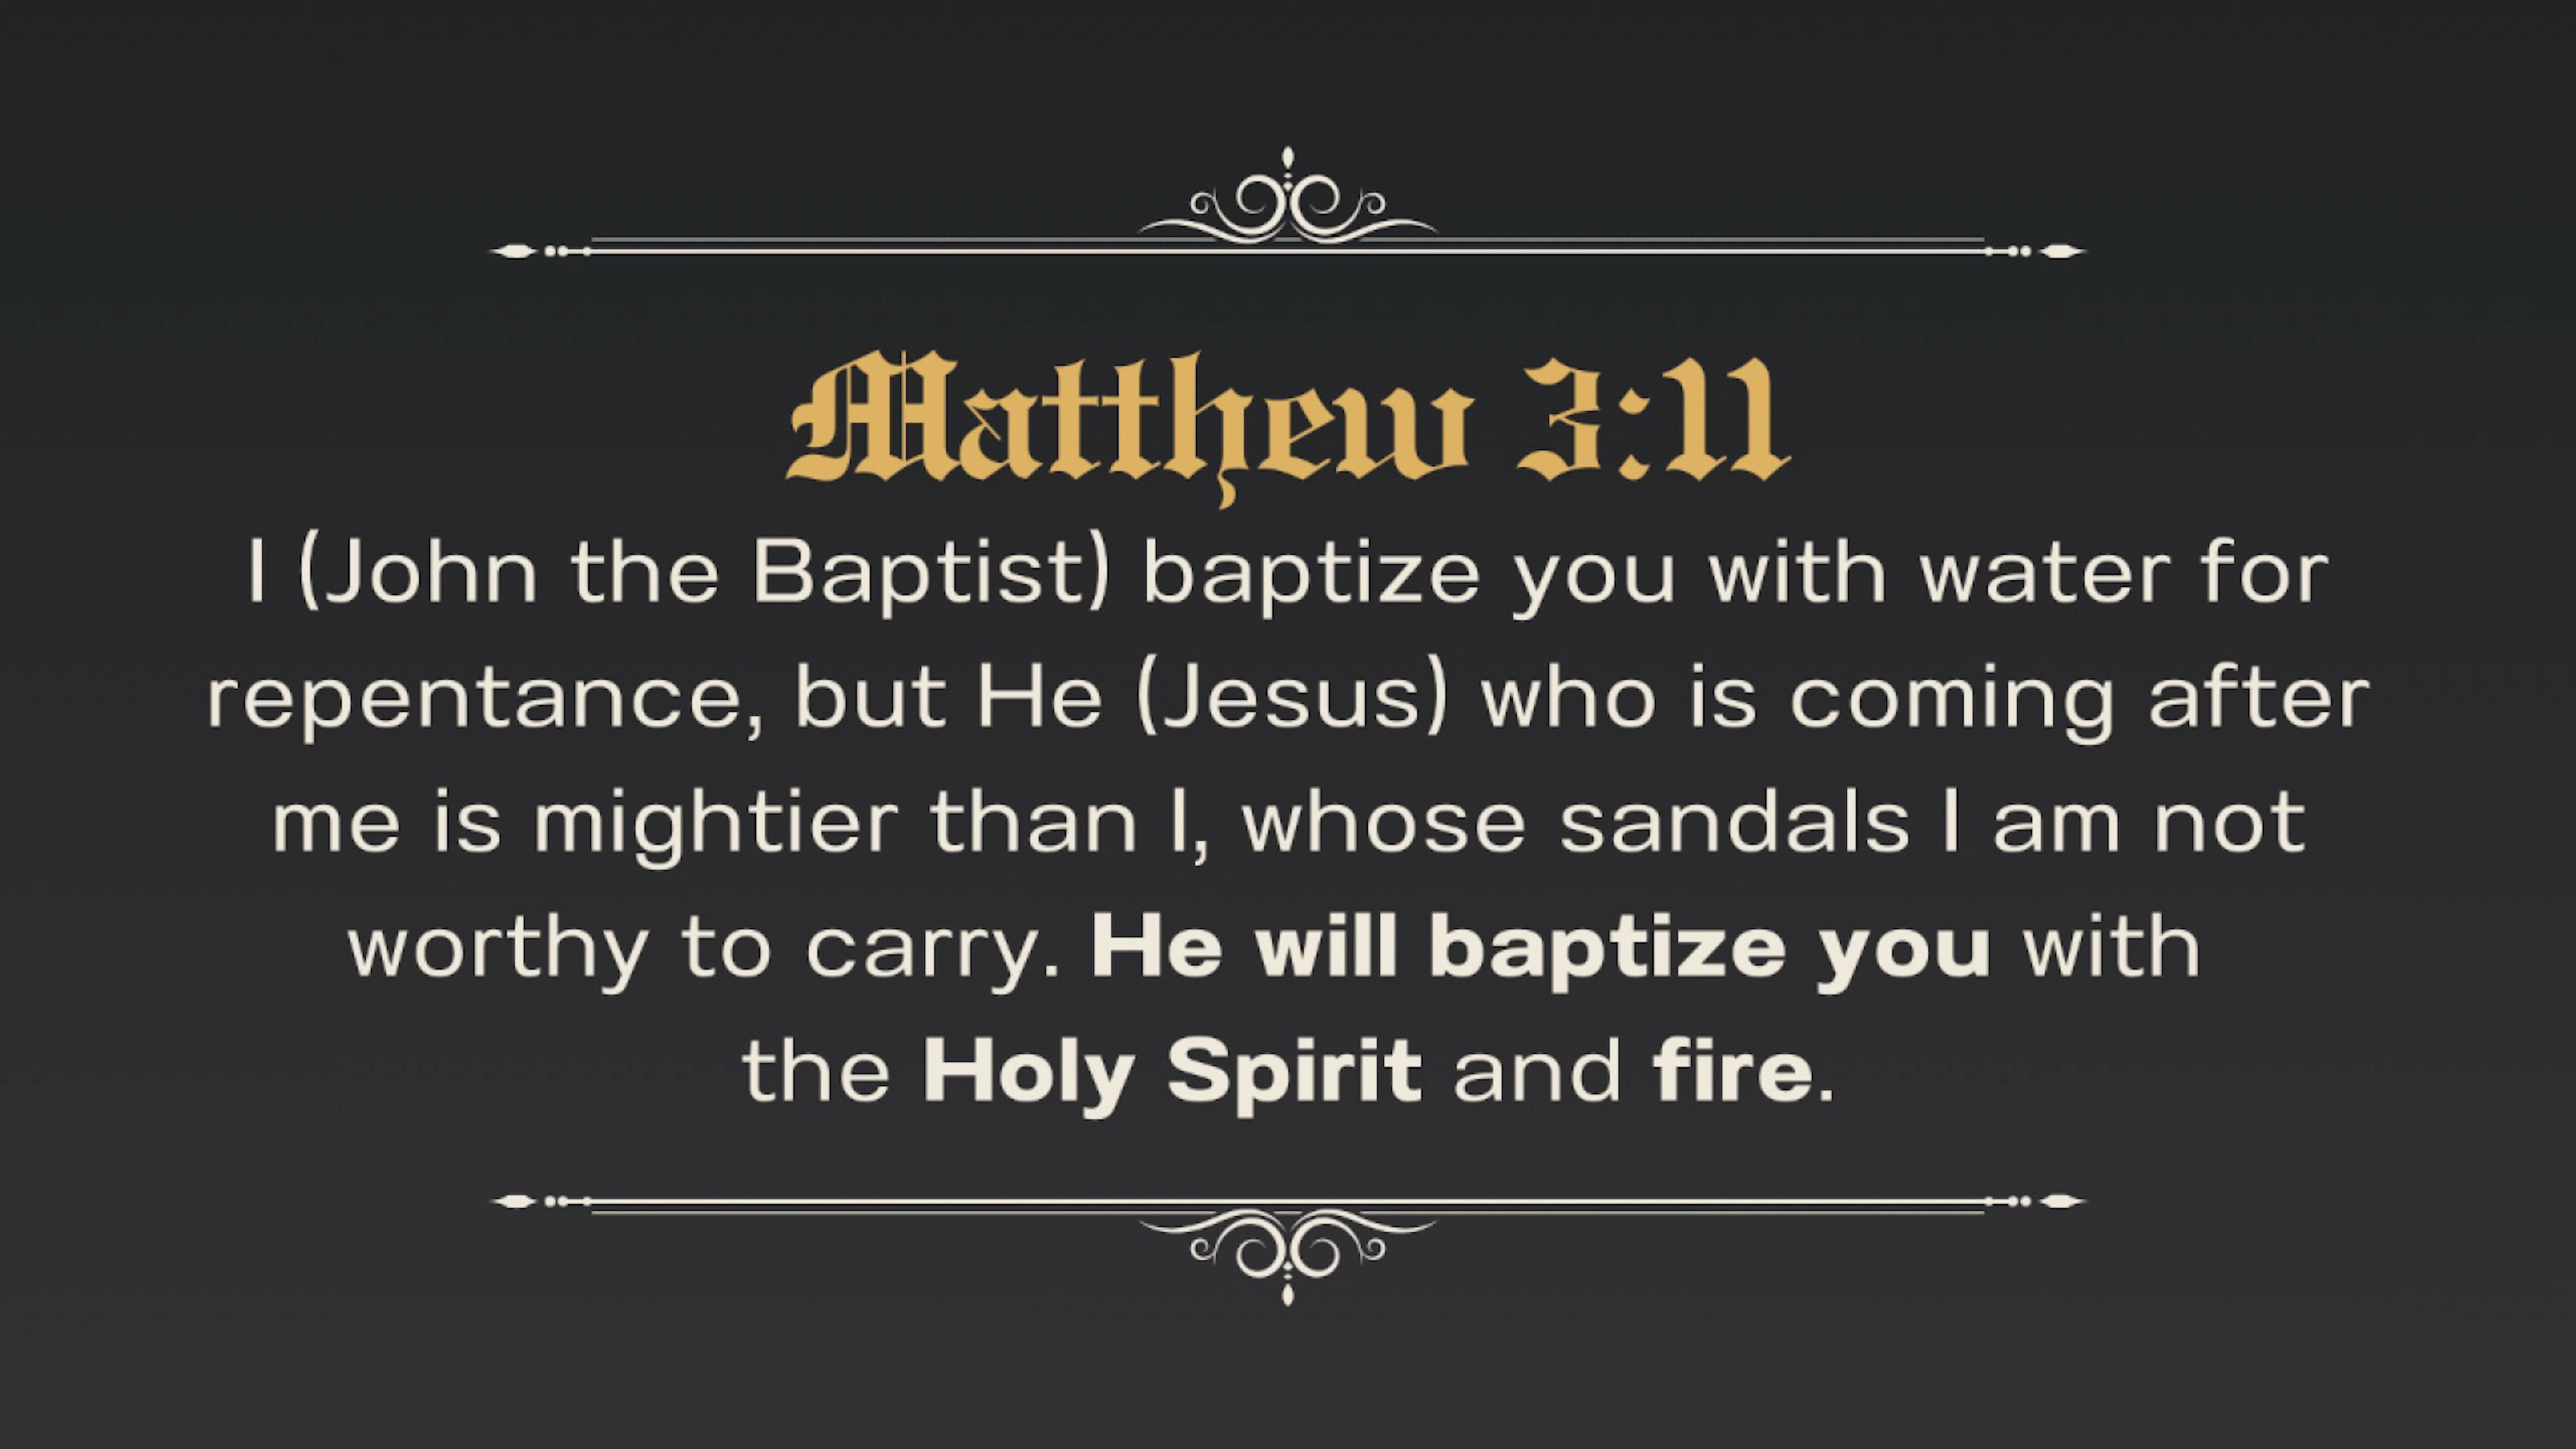 Matthew 3:11
I (John the Baptist) baptize you with water for
repentance, but He (Jesus) who is coming after
me is mightier than I, whose sandals I am not
worthy to carry. He will baptize you with
the Holy Spirit and fire.